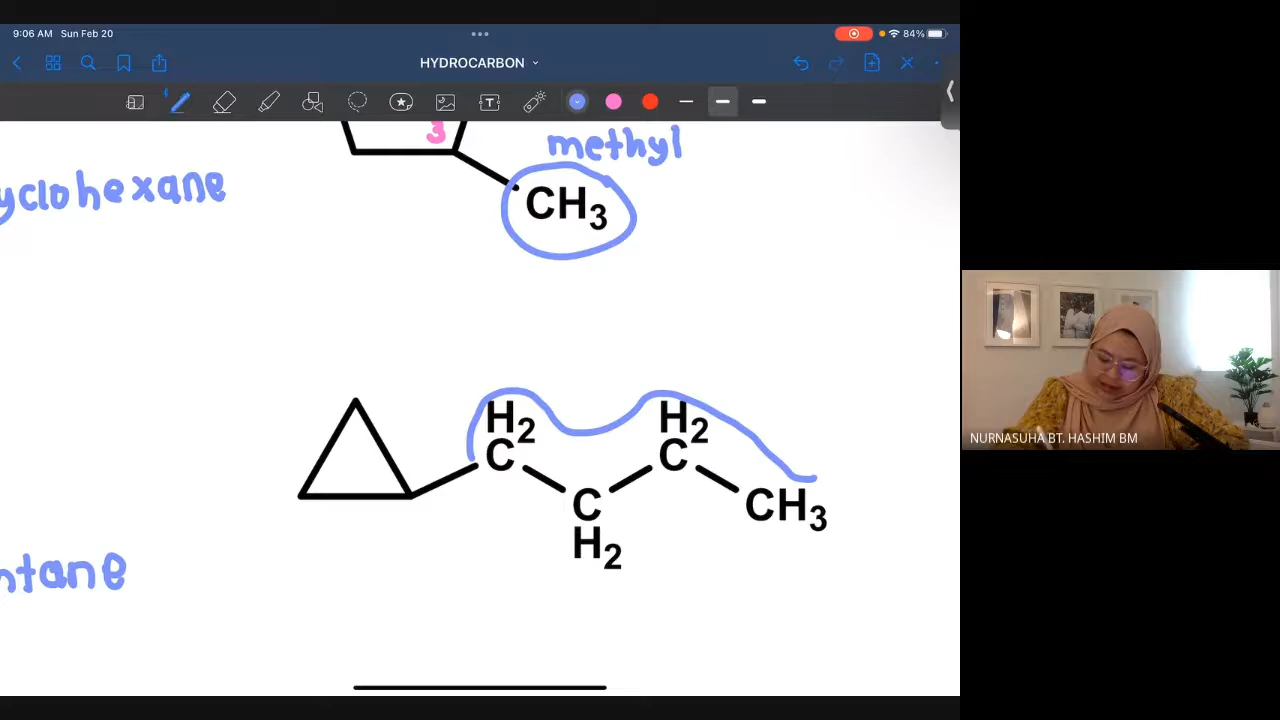 9:06 AM Sun Feb 20
84%
HYDROCARBON
T
3
methyl
yclohexane
CH3
H2 H2
C C
C CH3
H2
ntane
NURNASUHA BT. HASHIM BM